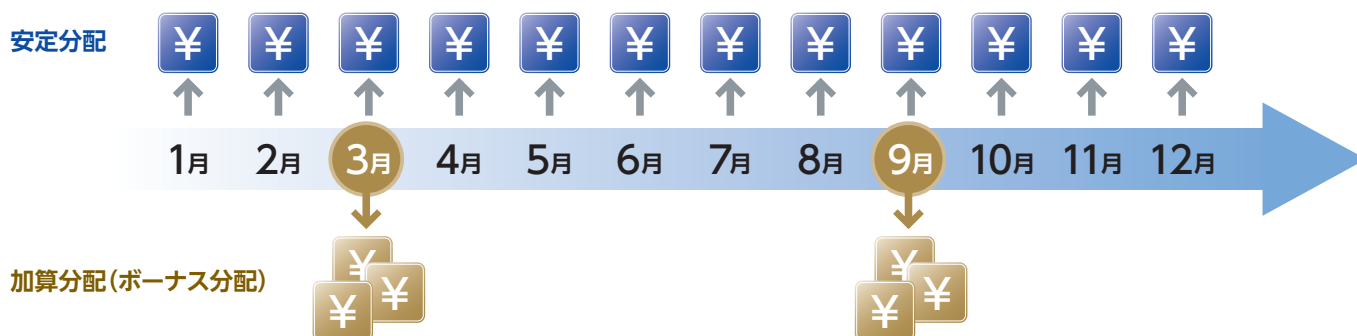 安定分配 ¥ ¥ ¥ ¥ ¥ ¥ ¥ ¥ ¥ ¥ ¥ ¥
1月 2月 3月 4月 5月 6月 7月 8月 9月 10月 11月 12月
加算分配(ボーナス分配) ¥ ¥ ¥ ¥ ¥ ¥